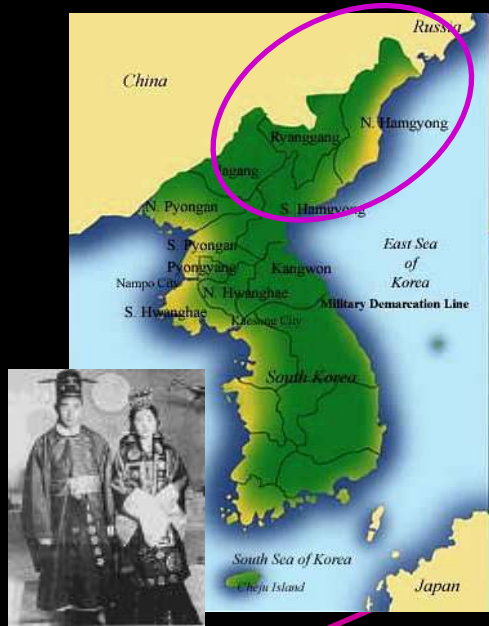 Russia
China
N. Hamgyong
Ryanggang
Jagang
S. Hamgyong
N. Pyongan
S. Pyongan
East Sea
of
Korea
Pyongyang
Kangwon
Nampo City
N. Hwanghae
Military Demarcation Line
S. Hwanghae
Kaesong City
South Korea
South Sea of Korea
Cheju Island
Japan